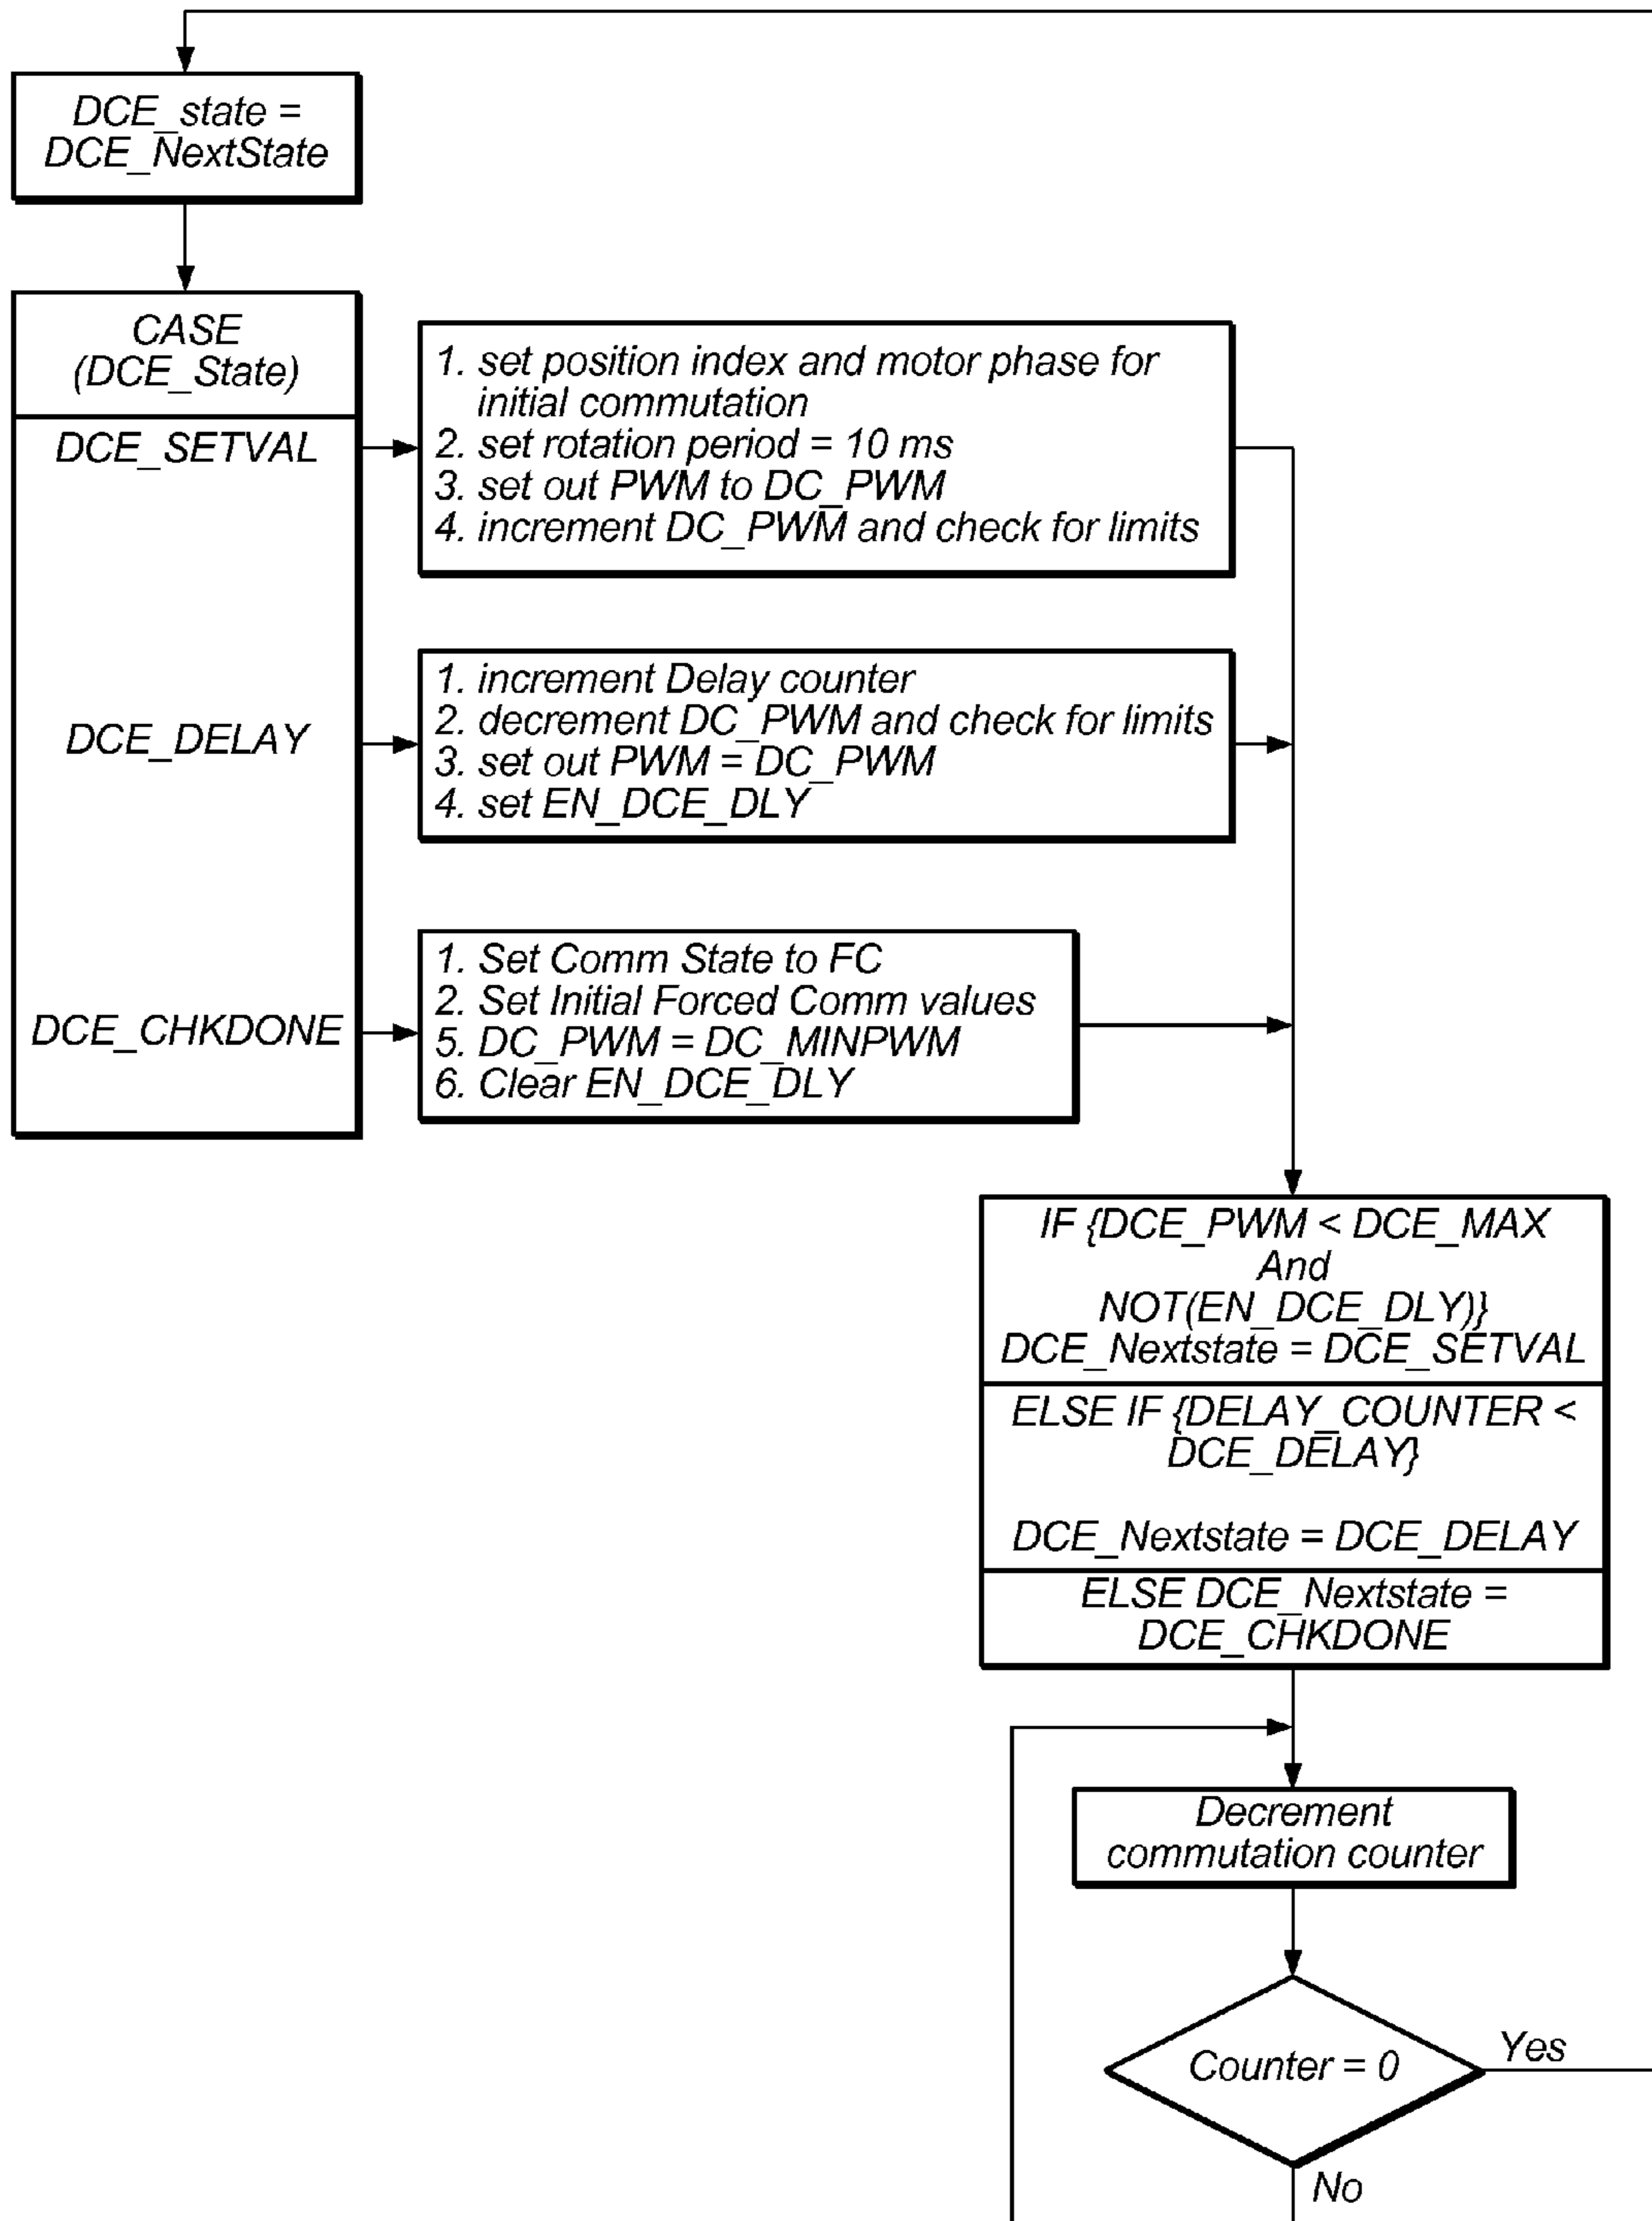 DCE_state =
DCE_NextState
CASE
(DCE_State)
DCE_SETVAL
1. set position index and motor phase for
initial commutation
2. set rotation period = 10 ms
3. set out PWM to DC_PWM
4. increment DC_PWM and check for limits
DCE_DELAY
1. increment Delay counter
2. decrement DC_PWM and check for limits
3. set out PWM = DC_PWM
4. set EN_DCE_DLY
DCE_CHKDONE
1. Set Comm State to FC
2. Set Initial Forced Comm values
5. DC_PWM = DC_MINPWM
6. Clear EN_DCE_DLY
IF {DCE_PWM < DCE_MAX
And
NOT(EN_DCE_DLY)}
DCE_Nextstate = DCE_SETVAL
ELSE IF {DELAY_COUNTER <
DCE_DELAY}
DCE_Nextstate = DCE_DELAY
ELSE DCE_Nextstate =
DCE_CHKDONE
Decrement
commutation counter
Counter = 0
Yes
No